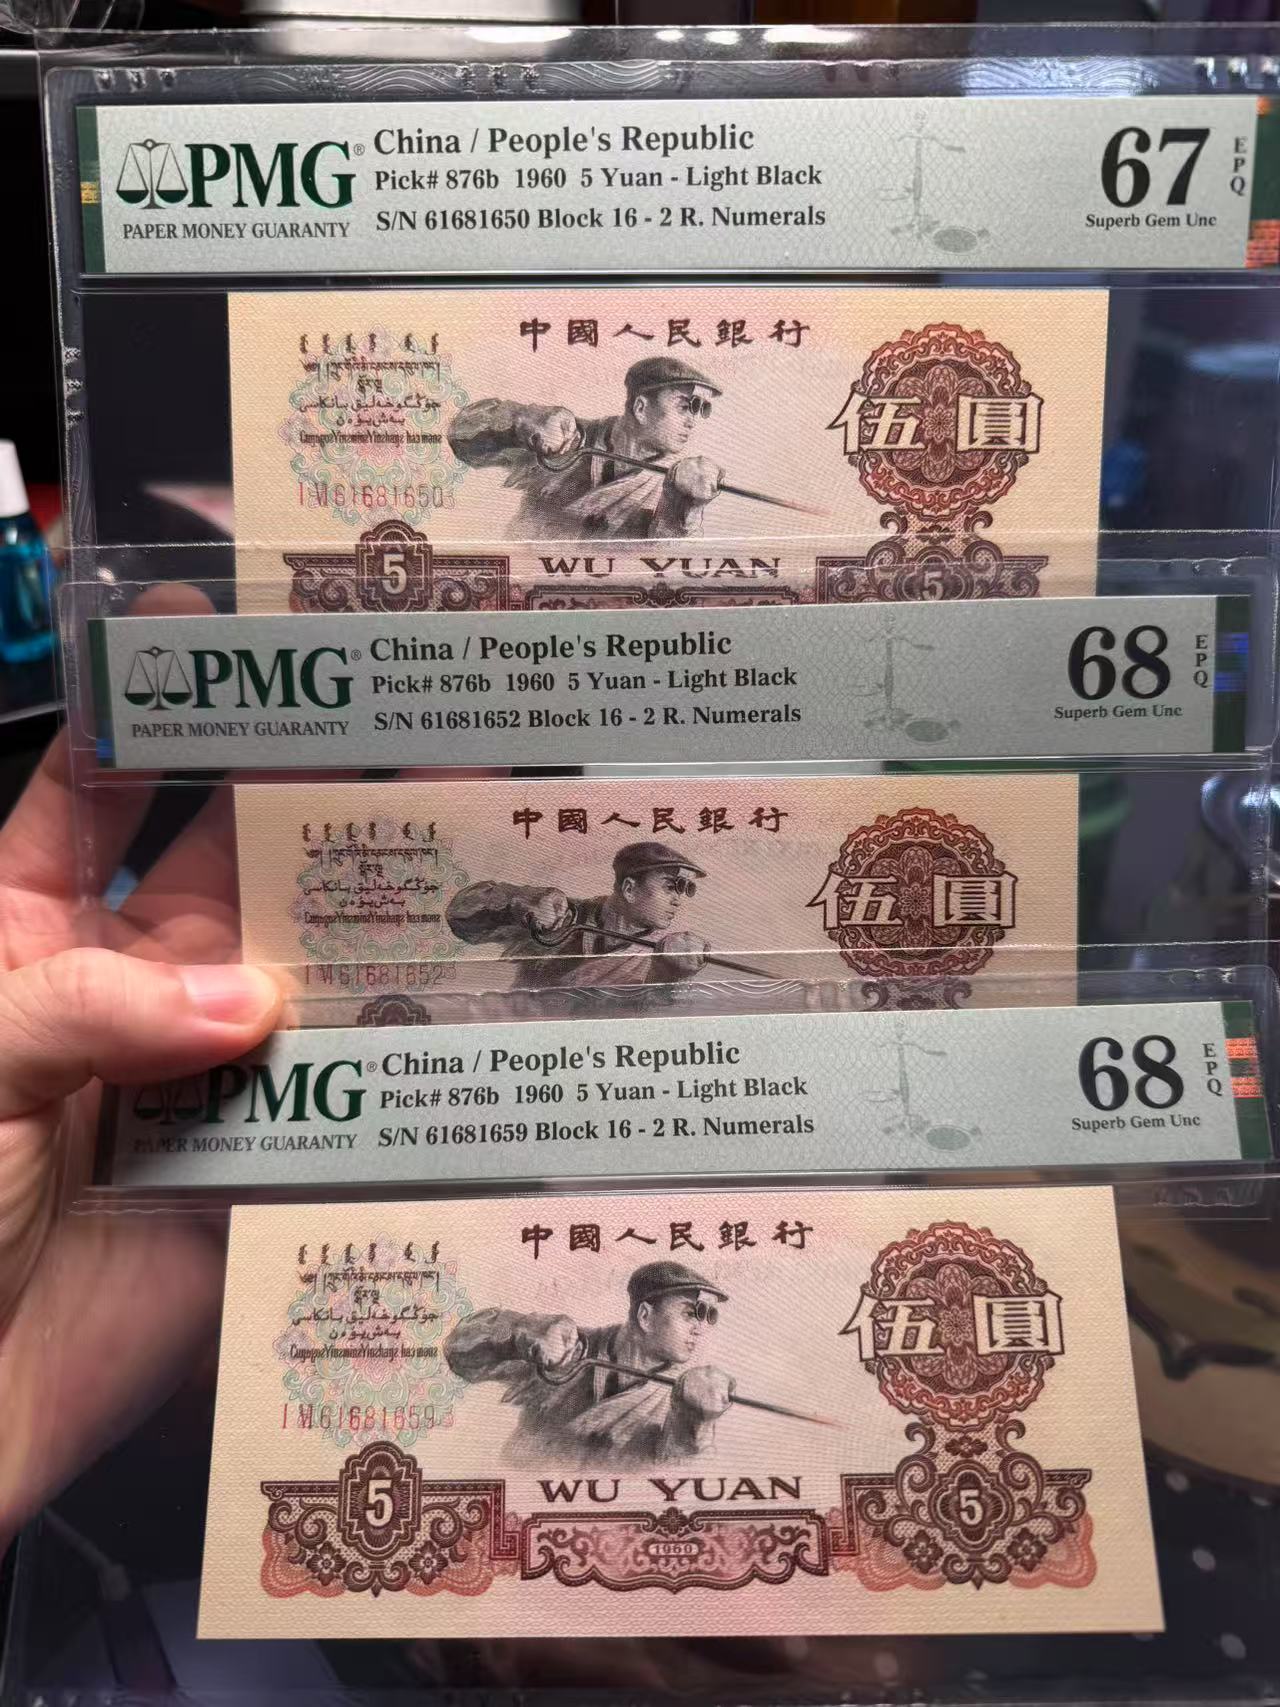 PMG®
PAPER MONEY GUARANTY
China / People's Republic
Pick# 876b 1960 5 Yuan - Light Black
S/N 61681650 Block 16 - 2 R. Numerals
67
EPQ
Superb Gem Unc
中國人民銀行
伍圓
I M 61681650
5
WU YUAN
5
PMG®
PAPER MONEY GUARANTY
China / People's Republic
Pick# 876b 1960 5 Yuan - Light Black
S/N 61681652 Block 16 - 2 R. Numerals
68
EPQ
Superb Gem Unc
中國人民銀行
伍圓
I M 61681652
PMG®
PAPER MONEY GUARANTY
China / People's Republic
Pick# 876b 1960 5 Yuan - Light Black
S/N 61681659 Block 16 - 2 R. Numerals
68
EPQ
Superb Gem Unc
中國人民銀行
伍圓
I M 61681659
5
WU YUAN
1960
5